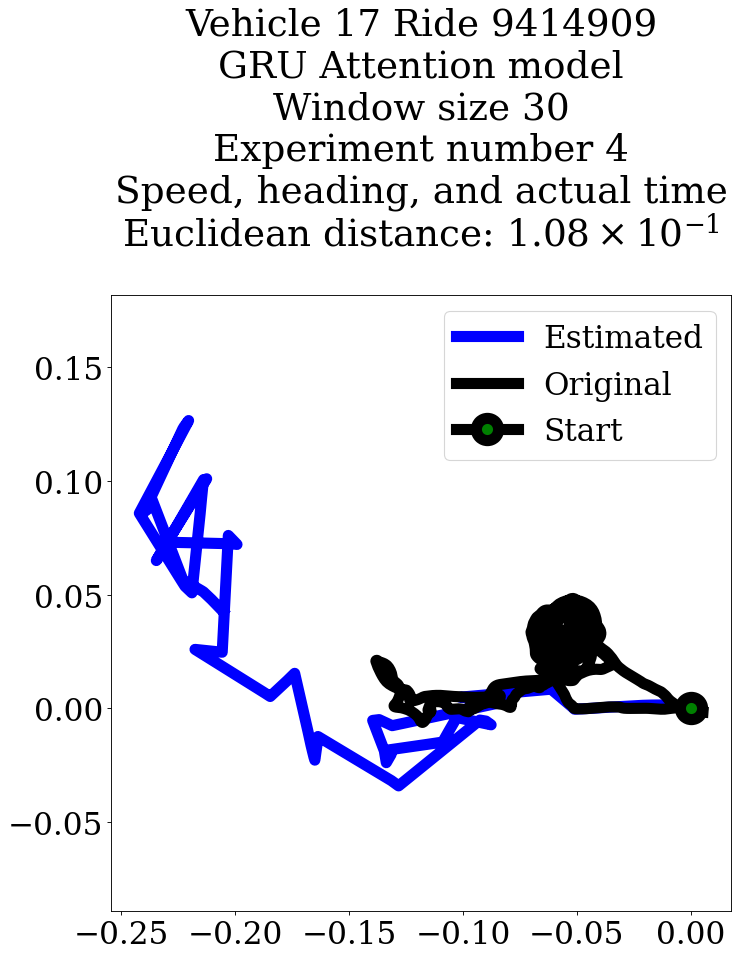 Vehicle 17 Ride 9414909
GRU Attention model
Window size 30
Experiment number 4
Speed, heading, and actual time
Euclidean distance: 1.08 × 10⁻¹
Estimated
Original
Start
0.15
0.10
0.05
0.00
−0.05
−0.25 −0.20 −0.15 −0.10 −0.05 0.00